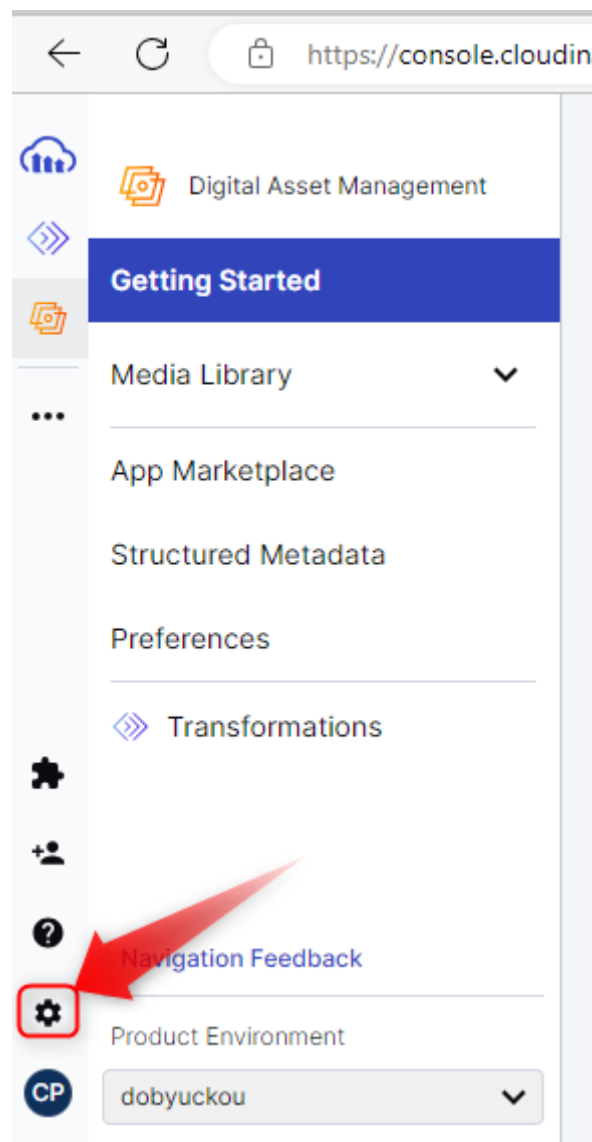 https://console.cloudin
Digital Asset Management
Getting Started
Media Library
App Marketplace
Structured Metadata
Preferences
Transformations
Navigation Feedback
Product Environment
CP
dobyuckou